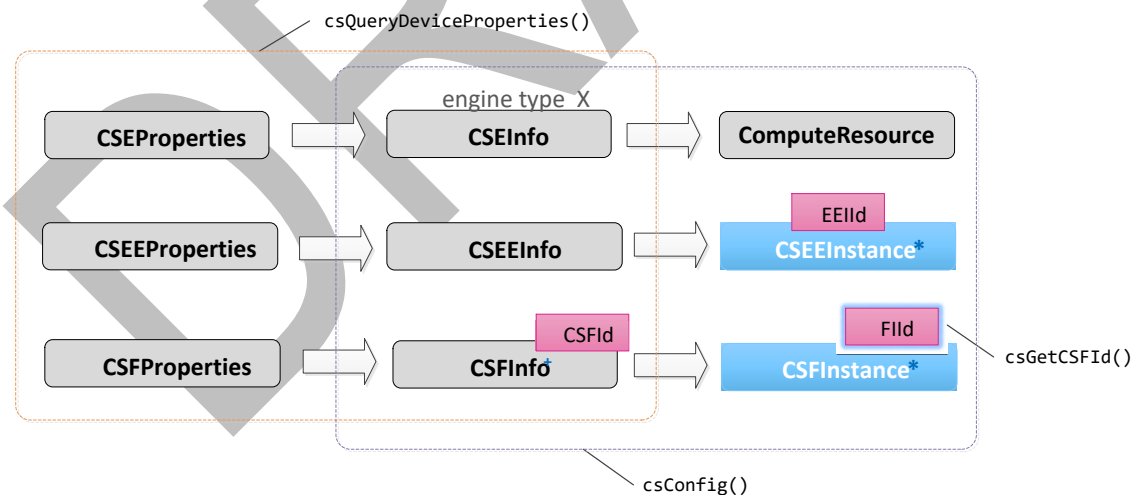 csQueryDeviceProperties()
engine type X
CSEProperties
CSEInfo
ComputeResource
EEIId
CSEEProperties
CSEEInfo
CSEEInstance*
CSFId
FIId
CSFProperties
CSFInfo+
CSFInstance*
csGetCSFId()
csConfig()